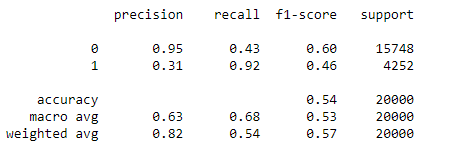 precision recall f1-score support
0 0.95 0.43 0.60 15748
1 0.31 0.92 0.46 4252
accuracy 0.54 20000
macro avg 0.63 0.68 0.53 20000
weighted avg 0.82 0.54 0.57 20000